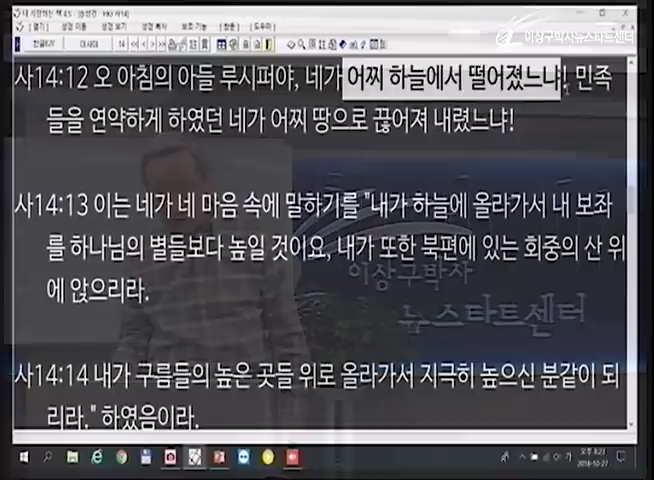 이상구박사뉴스타트센터
사14:12 오 아침의 아들 루시퍼야, 네가 어찌 하늘에서 떨어졌느냐! 민족
들을 연약하게 하였던 네가 어찌 땅으로 끊어져 내렸느냐!
사14:13 이는 네가 네 마음 속에 말하기를 "내가 하늘에 올라가서 내 보좌
를 하나님의 별들보다 높일 것이요, 내가 또한 북편에 있는 회중의 산 위
에 앉으리라.
이상구박사
뉴스타트센터
사14:14 내가 구름들의 높은 곳들 위로 올라가서 지극히 높으신 분같이 되
리라." 하였음이라.
오후 8:23
2018-10-27